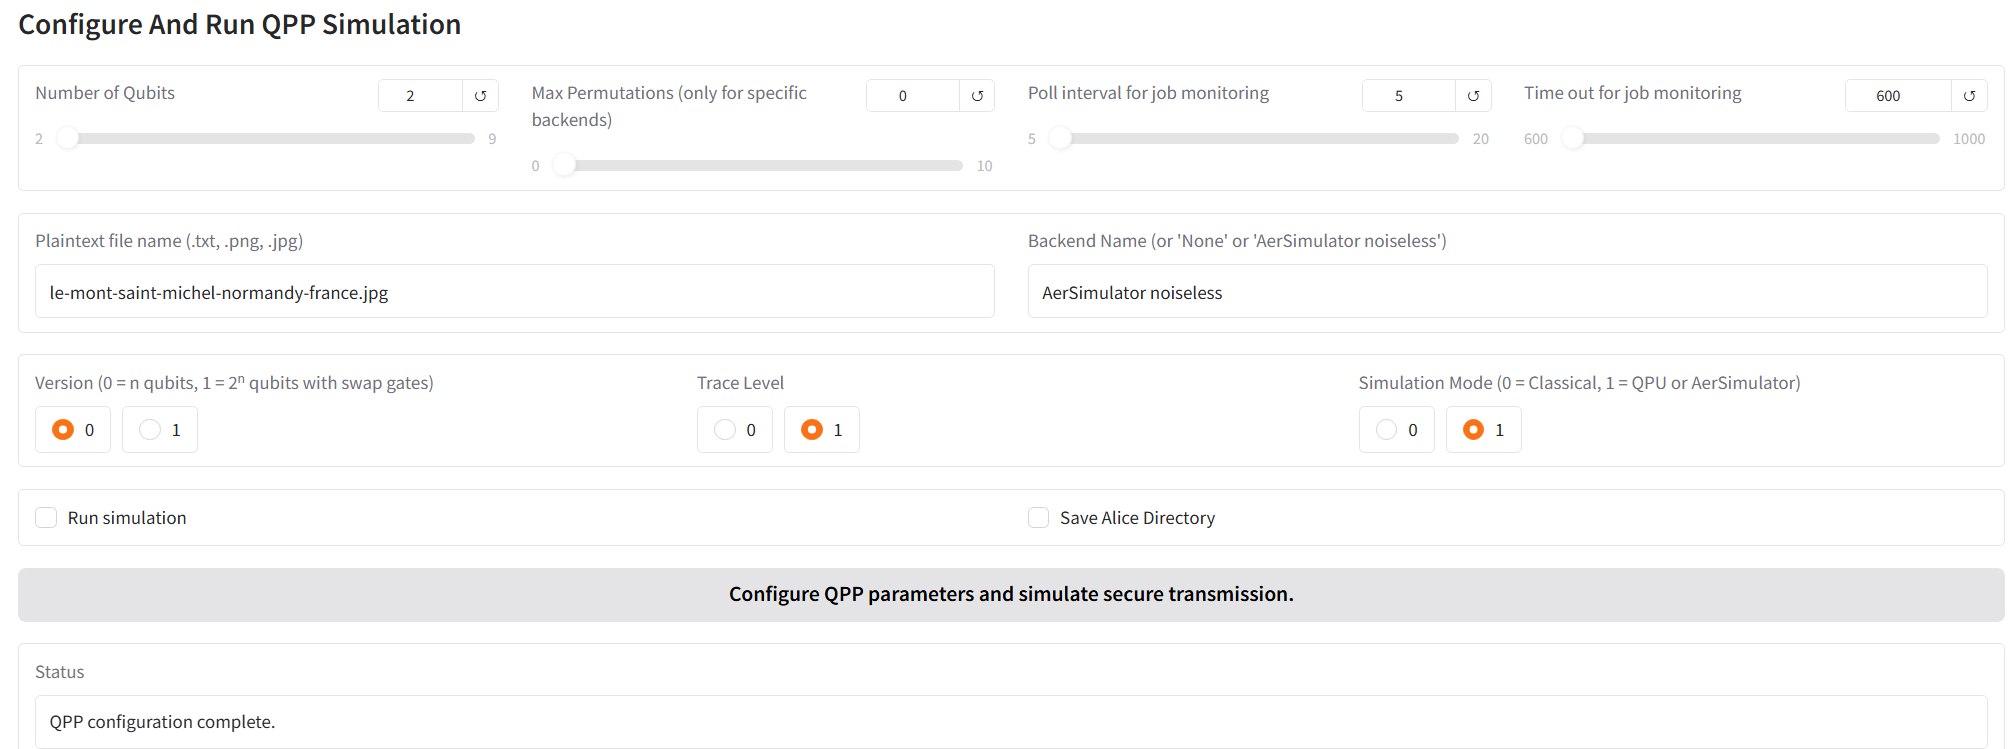 Configure And Run QPP Simulation
Number of Qubits
2
↺
2
9
Max Permutations (only for specific
backends)
0
↺
0
10
Poll interval for job monitoring
5
↺
5
20
Time out for job monitoring
600
↺
600
1000
Plaintext file name (.txt, .png, .jpg)
le-mont-saint-michel-normandy-france.jpg
Backend Name (or 'None' or 'AerSimulator noiseless')
AerSimulator noiseless
Version (0 = n qubits, 1 = 2ⁿ qubits with swap gates)
0
1
Trace Level
0
1
Simulation Mode (0 = Classical, 1 = QPU or AerSimulator)
0
1
Run simulation
Save Alice Directory
Configure QPP parameters and simulate secure transmission.
Status
QPP configuration complete.